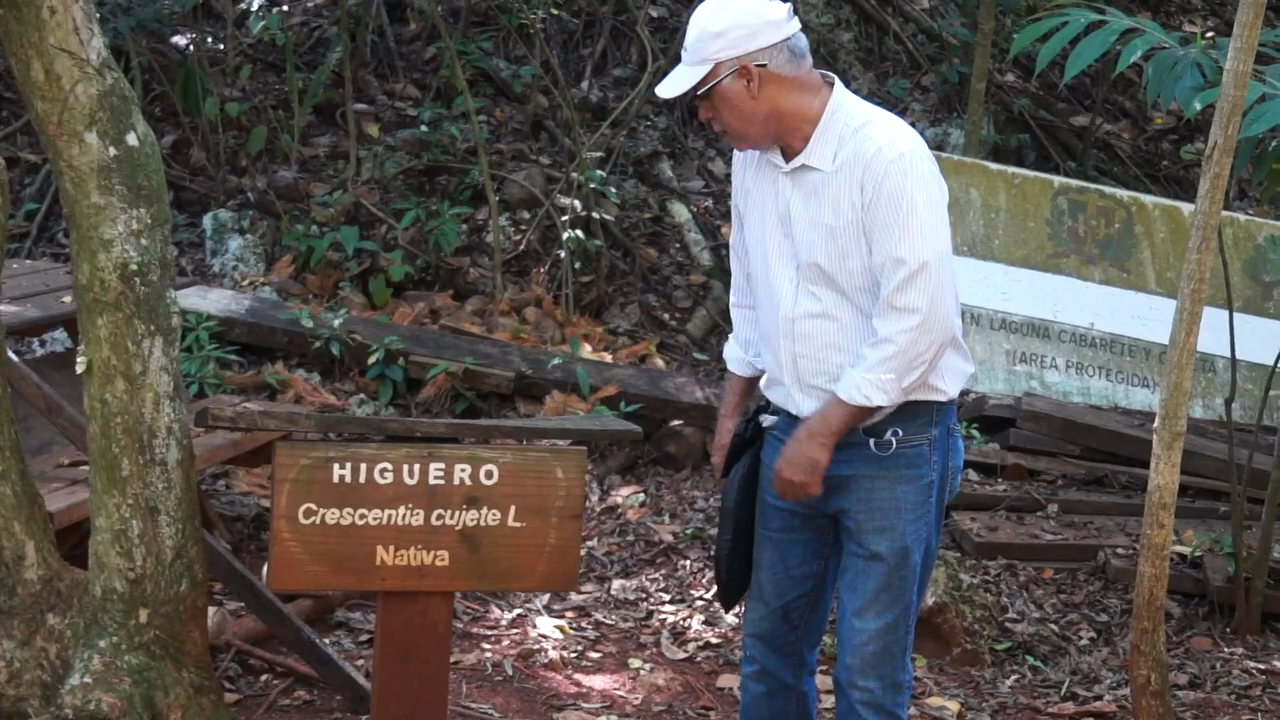 HIGUERO
Crescentia cujete L.
Nativa
N. LAGUNA CABARETE Y
(AREA PROTEGIDA)